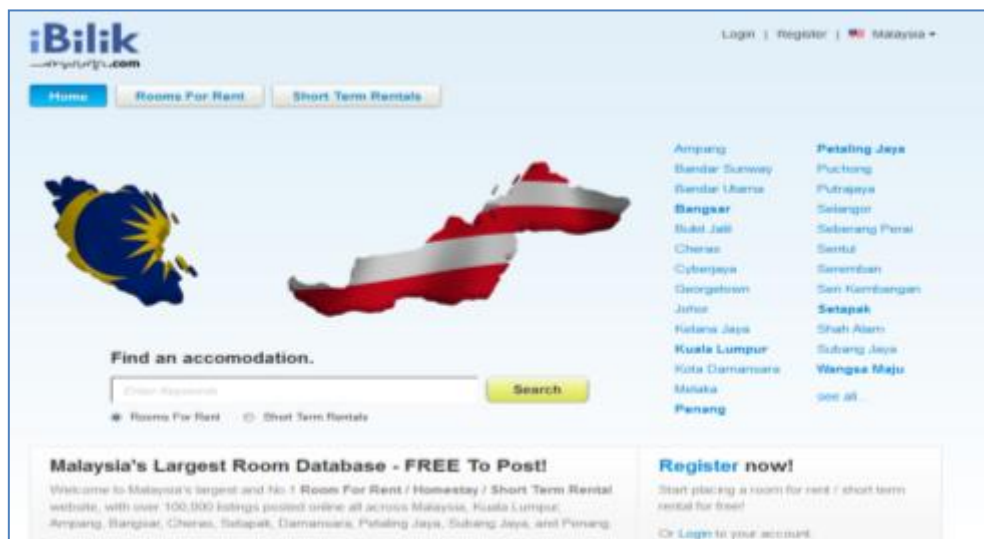 iBilik
.com
Login | Register | Malaysia
Home Rooms For Rent Short Term Rentals
Ampang Petaling Jaya
Bandar Sunway Puchong
Bandar Utama Putrajaya
Bangsar Selangor
Bukit Jalil Seberang Perai
Cheras Sentul
Cyberjaya Seremban
Georgetown Seri Kembangan
Johor Setapak
Kelana Jaya Shah Alam
Kuala Lumpur Subang Jaya
Kota Damansara Wangsa Maju
Melaka see all...
Penang
Find an accomodation.
Enter Keywords Search
Rooms For Rent Short Term Rentals
Malaysia's Largest Room Database - FREE To Post!
Welcome to Malaysia's largest and No.1 Room For Rent / Homestay / Short Term Rental
website, with over 100,000 listings posted online all across Malaysia, Kuala Lumpur,
Ampang, Bangsar, Cheras, Setapak, Damansara, Petaling Jaya, Subang Jaya, and Penang.
Register now!
Start placing a room for rent / short term
rental for free!
Or Login to your account.